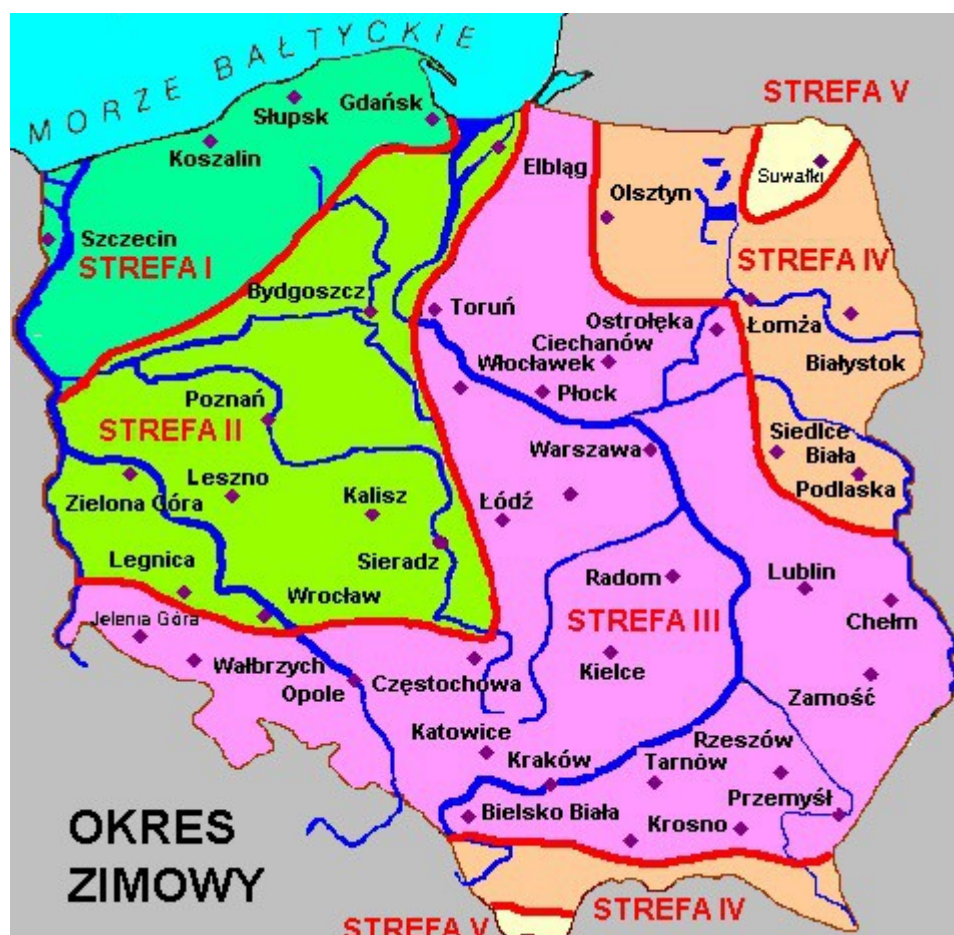 MORZE BAŁTYCKIE
STREFA V
Słupsk
Gdańsk
Koszalin
Elbląg
Suwałki
Olsztyn
Szczecin
STREFA I
STREFA IV
Bydgoszcz
Toruń
Ostrołęka
Łomża
Ciechanów
Włocławek
Białystok
Płock
Poznań
STREFA II
Siedlce
Warszawa
Biała
Podlaska
Leszno
Zielona Góra
Kalisz
Łódź
Legnica
Sieradz
Radom
Lublin
Wrocław
Jelenia Góra
STREFA III
Chełm
Wałbrzych
Opole
Częstochowa
Kielce
Zamość
Katowice
Rzeszów
Kraków
Tarnów
Przemyśl
Bielsko Biała
Krosno
OKRES
ZIMOWY
STREFA IV
STREFA V